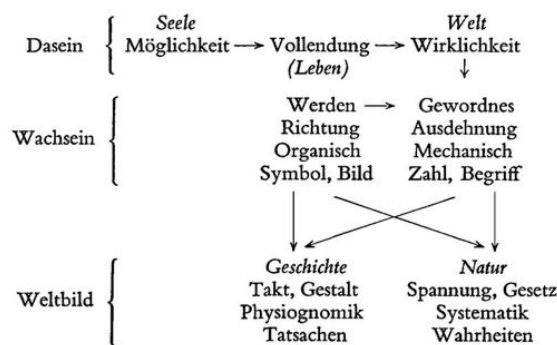 Seele Welt
Dasein Möglichkeit Vollendung Wirklichkeit
(Leben)
Werden Gewordnes
Richtung Ausdehnung
Wachsein Organisch Mechanisch
Symbol, Bild Zahl, Begriff
Geschichte Natur
Takt, Gestalt Spannung, Gesetz
Weltbild Physiognomik Systematik
Tatsachen Wahrheiten